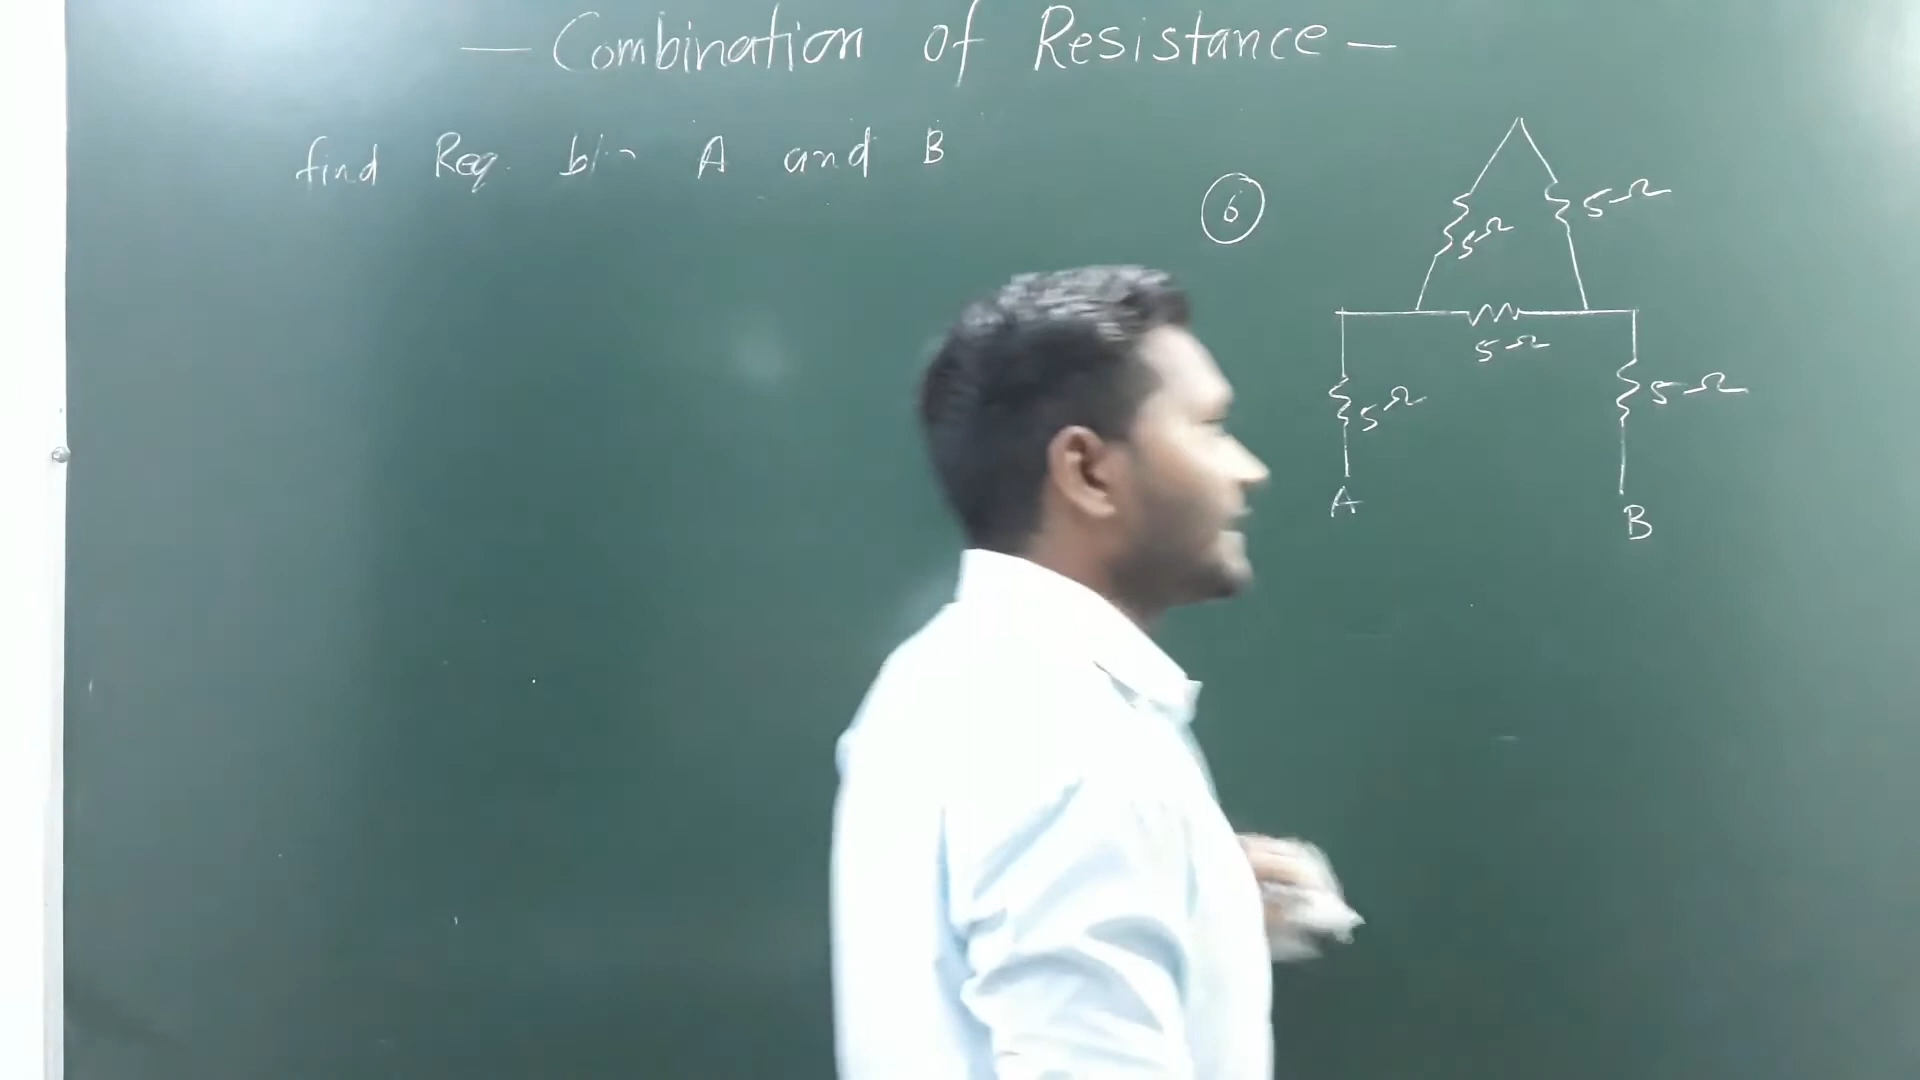 — Combination of Resistance —
find Req. b/n A and B
6
5Ω
5Ω
5Ω
5Ω
5Ω
A
B